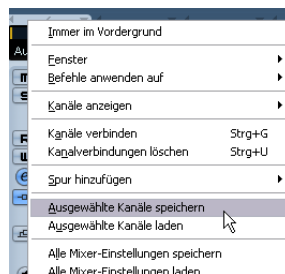 Au
Immer im Vordergrund
Fenster
Befehle anwenden auf
Kanäle anzeigen
Kanäle verbinden Strg+G
Kanalverbindungen löschen Strg+U
Spur hinzufügen
Ausgewählte Kanäle speichern
Ausgewählte Kanäle laden
Alle Mixer-Einstellungen speichern
Alle Mixer-Einstellungen laden